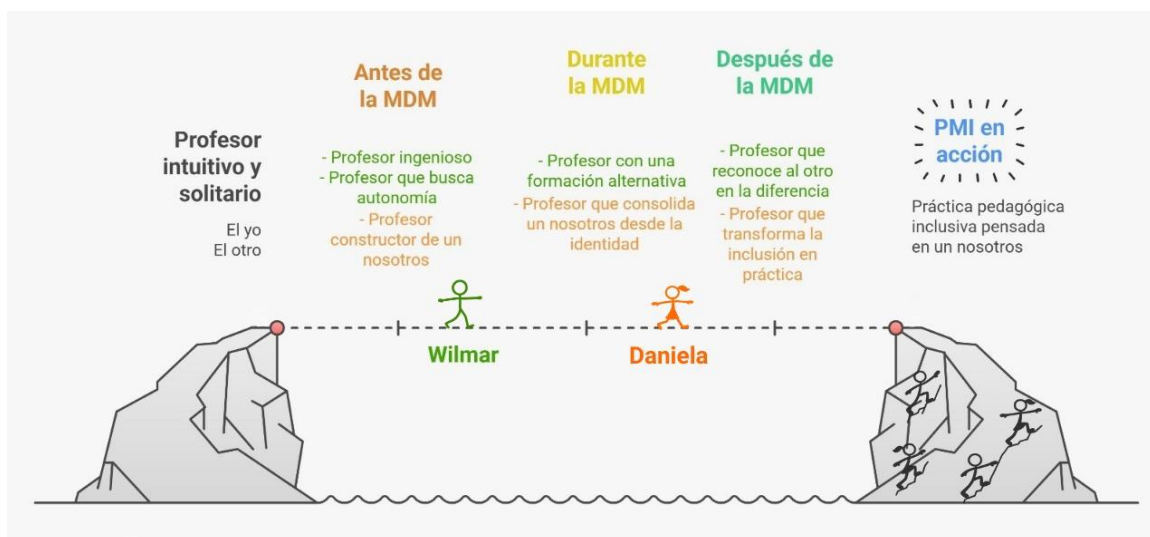 Profesor
intuitivo y
solitario
El yo
El otro
Antes de
la MDM
- Profesor ingenioso
- Profesor que busca
autonomía
- Profesor
constructor de un
nosotros
Durante
la MDM
- Profesor con una
formación alternativa
- Profesor que consolida
un nosotros desde la
identidad
Después de
la MDM
- Profesor que
reconoce al otro
en la diferencia
- Profesor que
transforma la
inclusión en
práctica
PMI en
acción
Práctica pedagógica
inclusiva pensada
en un nosotros
Wilmar
Daniela